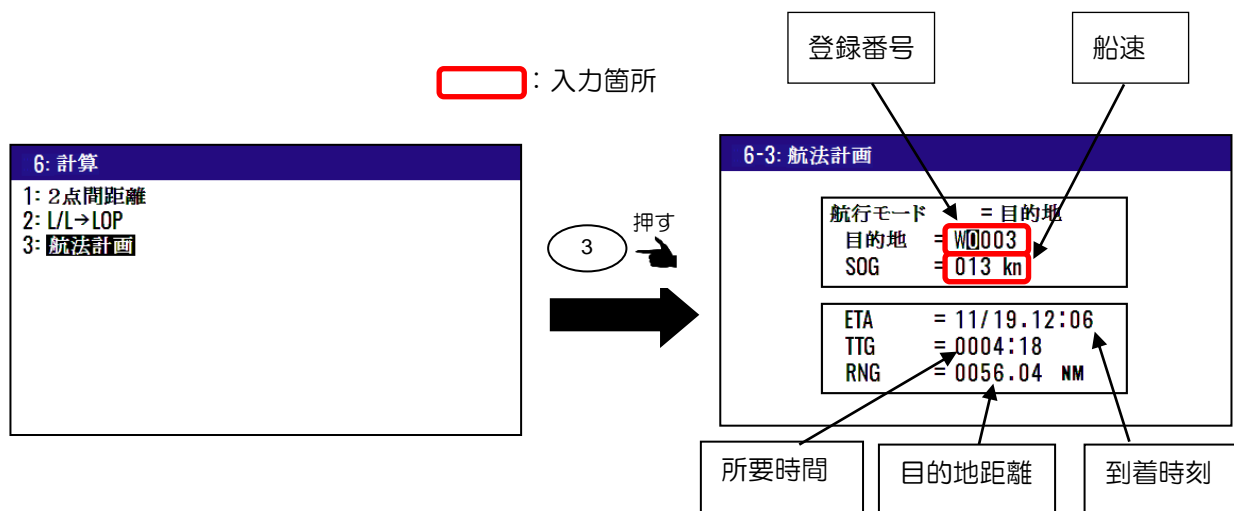 登録番号
船速
：入力箇所
6: 計算
1: 2点間距離
2: L/L→LOP
3: 航法計画
3
押す
6-3: 航法計画
航行モード = 目的地
目的地 = W0003
SOG = 013 kn
ETA = 11/19.12:06
TTG = 0004:18
RNG = 0056.04 NM
所要時間
目的地距離
到着時刻